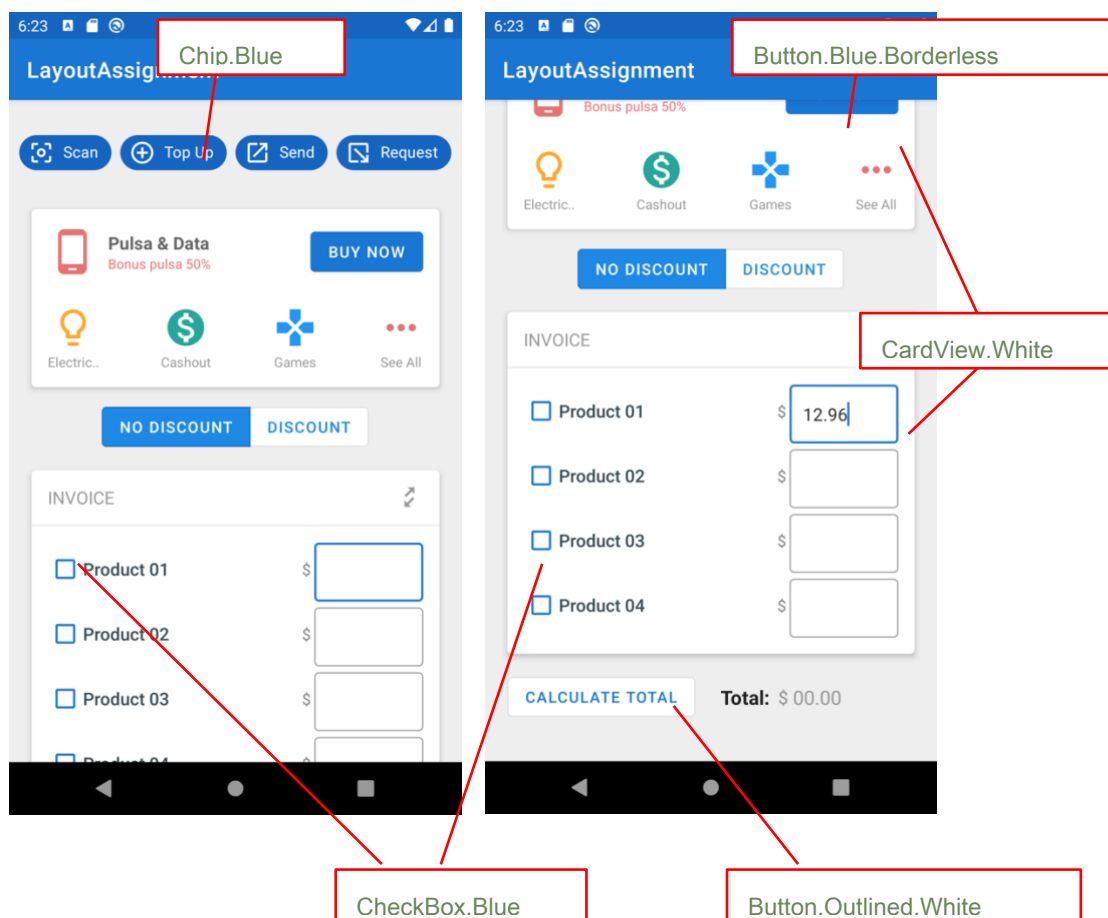 6:23
Chip.Blue
LayoutAssignment
Scan Top Up Send Request
Pulsa & Data
Bonus pulsa 50%
BUY NOW
Electric.. Cashout Games See All
NO DISCOUNT DISCOUNT
INVOICE
Product 01 $
Product 02 $
Product 03 $
6:23
Button.Blue.Borderless
LayoutAssignment
Bonus pulsa 50%
Electric.. Cashout Games See All
NO DISCOUNT DISCOUNT
INVOICE
CardView.White
Product 01 $ 12.96
Product 02 $
Product 03 $
Product 04 $
CALCULATE TOTAL Total: $ 00.00
CheckBox.Blue
Button.Outlined.White